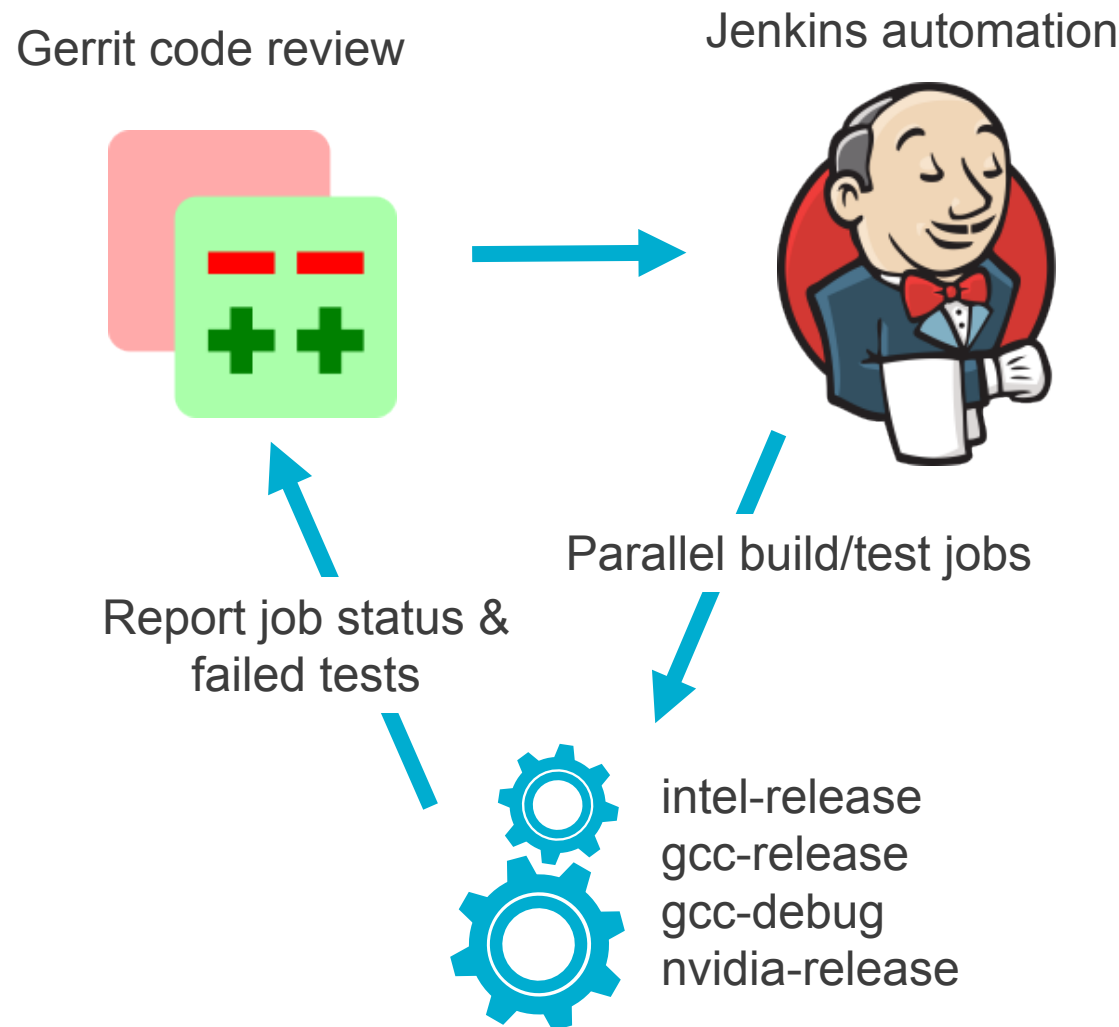 Gerrit code review
Jenkins automation
Parallel build/test jobs
Report job status &
failed tests
intel-release
gcc-release
gcc-debug
nvidia-release